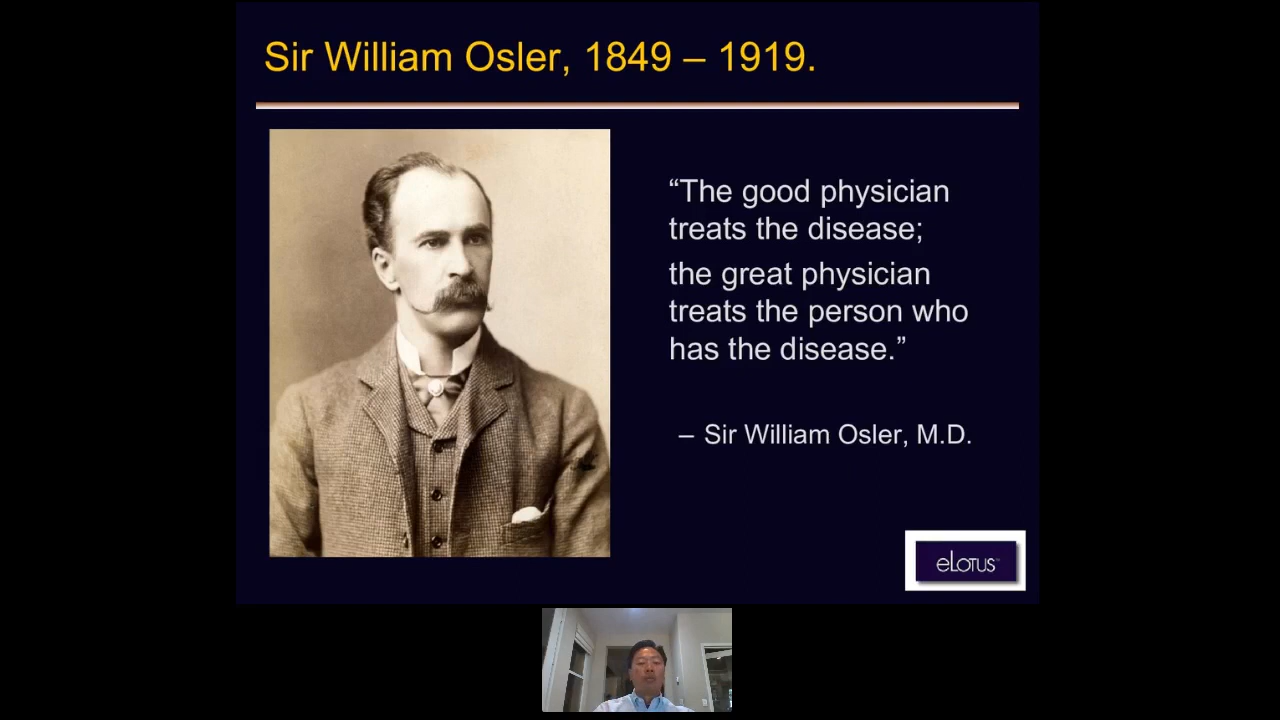 Sir William Osler, 1849 – 1919.
“The good physician
treats the disease;
the great physician
treats the person who
has the disease.”
– Sir William Osler, M.D.
eLOTUS™